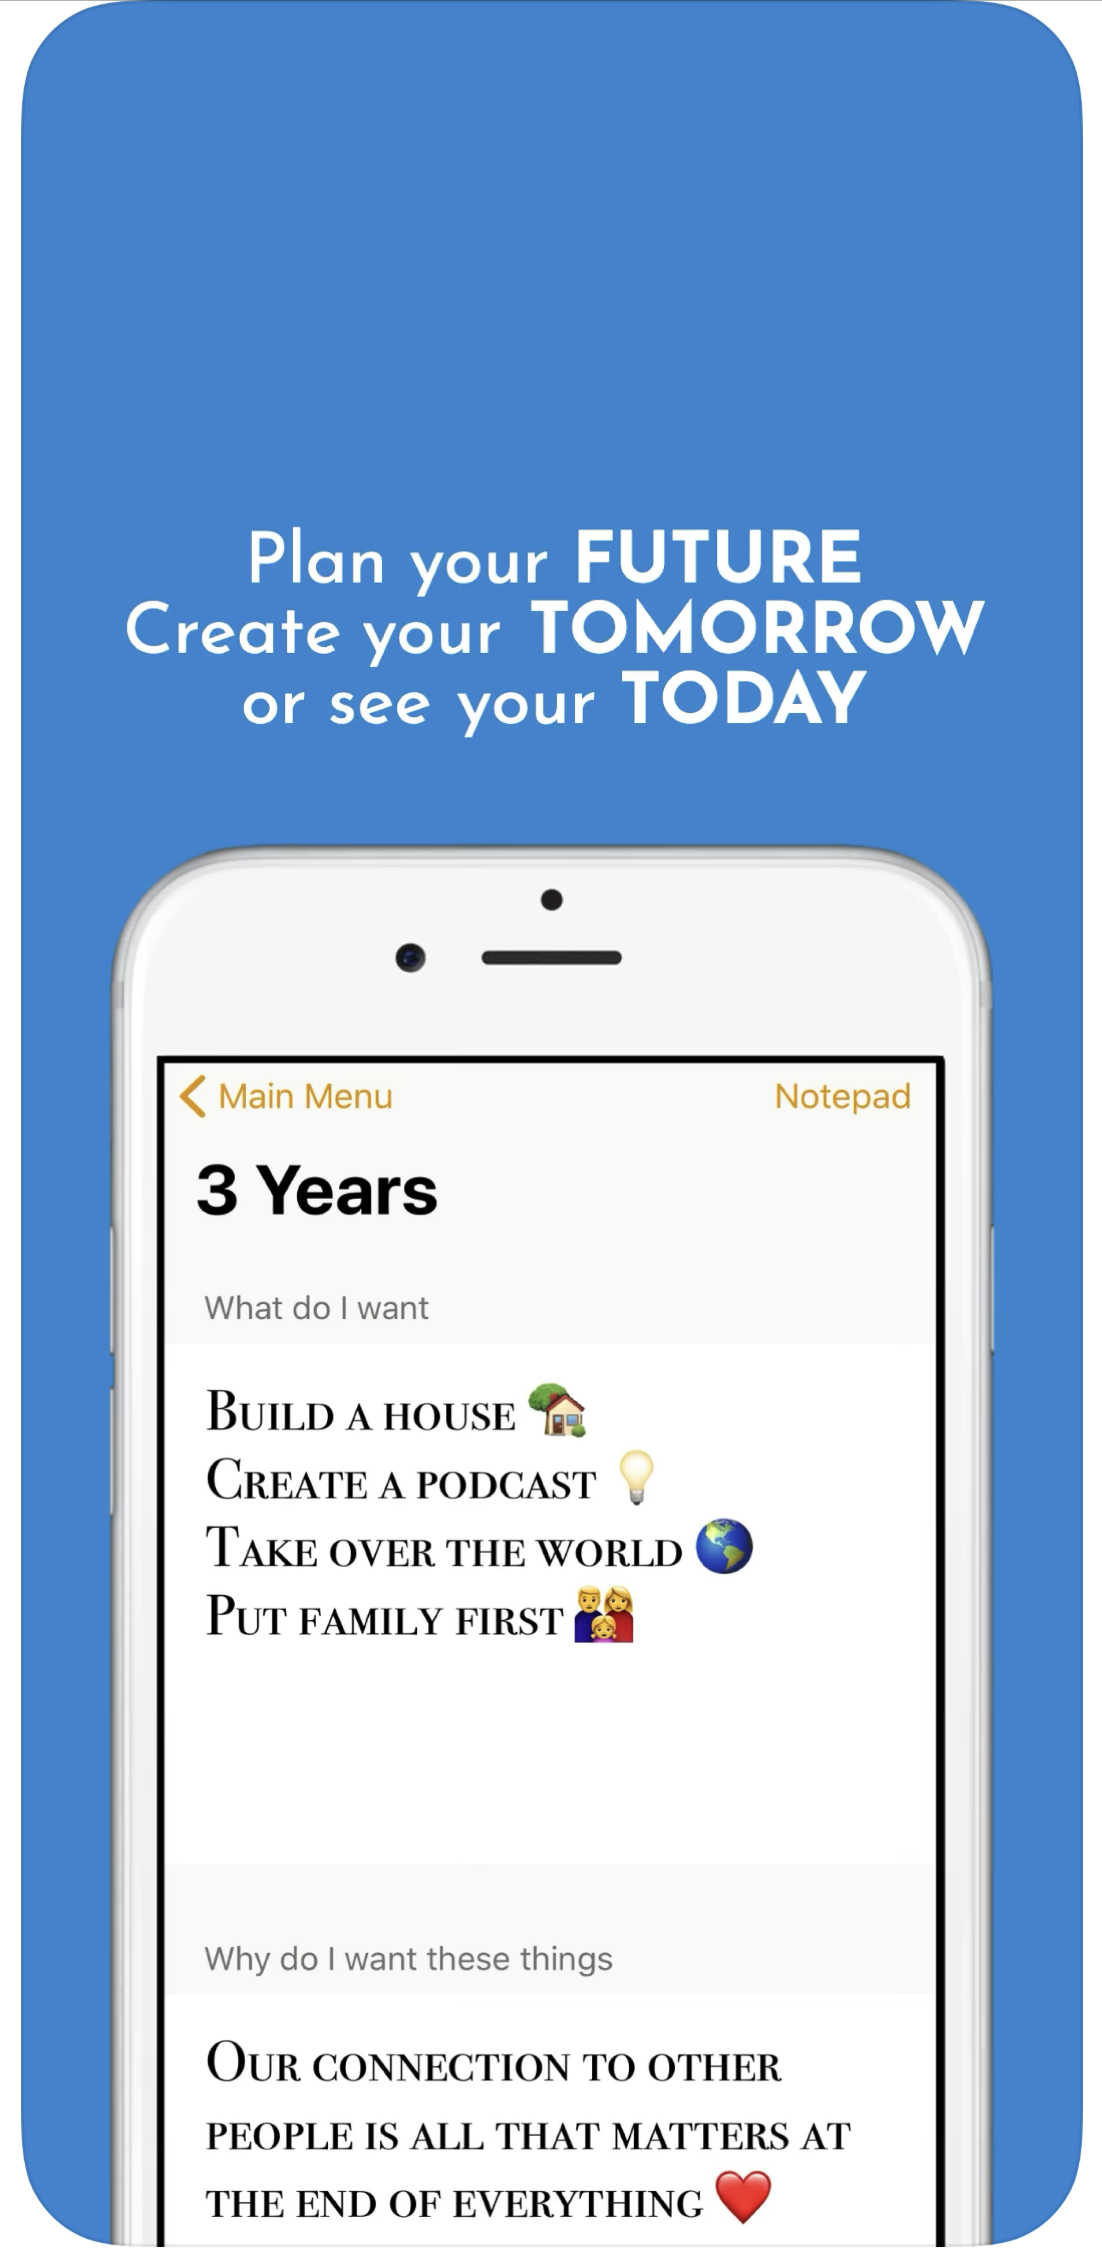 Plan your FUTURE
Create your TOMORROW
or see your TODAY
Main Menu
Notepad
3 Years
What do I want
BUILD A HOUSE
CREATE A PODCAST
TAKE OVER THE WORLD
PUT FAMILY FIRST
Why do I want these things
OUR CONNECTION TO OTHER
PEOPLE IS ALL THAT MATTERS AT
THE END OF EVERYTHING